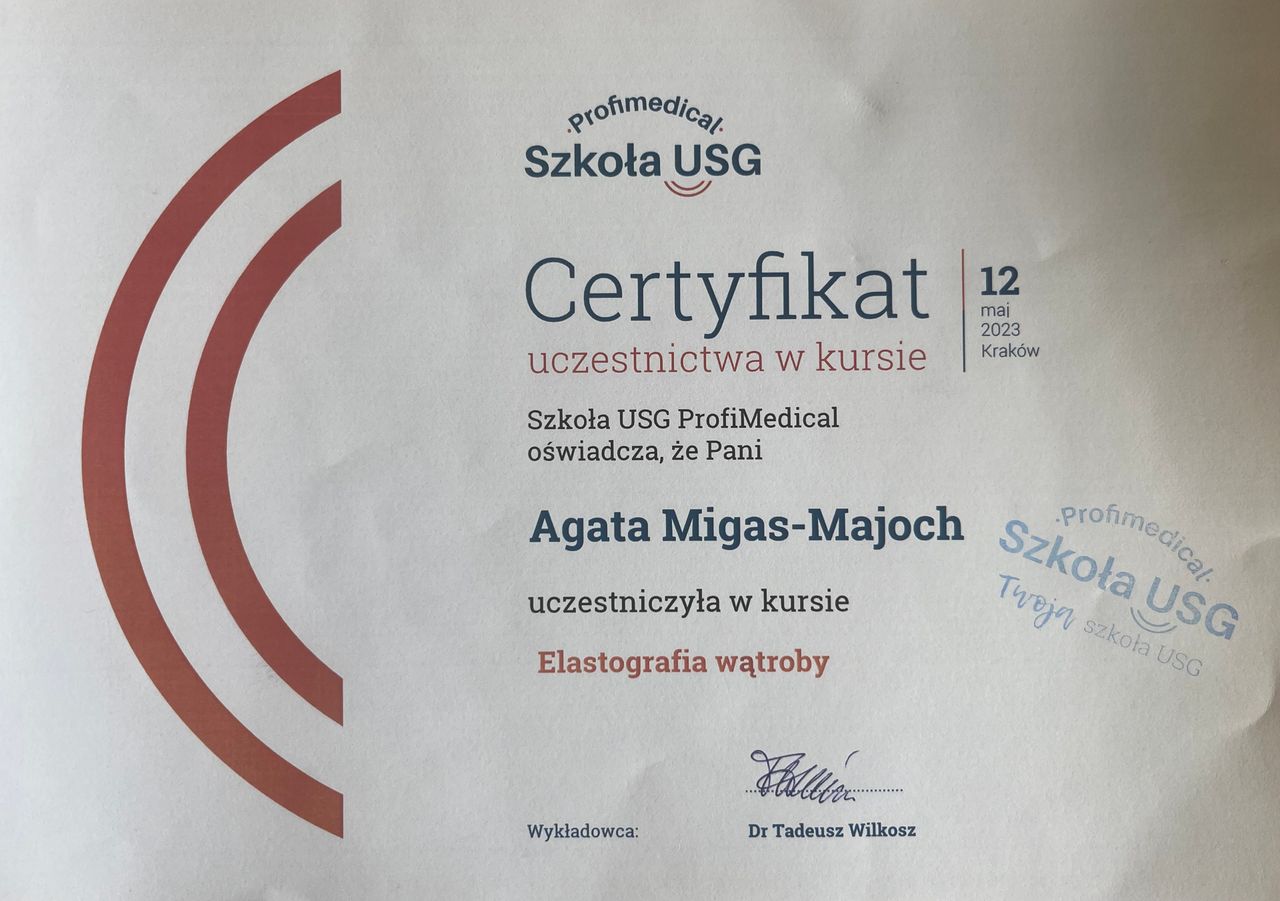 ·Profimedical·
Szkoła USG
Certyfikat
uczestnictwa w kursie
12
maj
2023
Kraków
Szkoła USG ProfiMedical
oświadcza, że Pani
Agata Migas-Majoch
uczestniczyła w kursie
Elastografia wątroby
·Profimedical·
Szkoła USG
Twoja szkoła USG
Wykładowca:
Dr Tadeusz Wilkosz